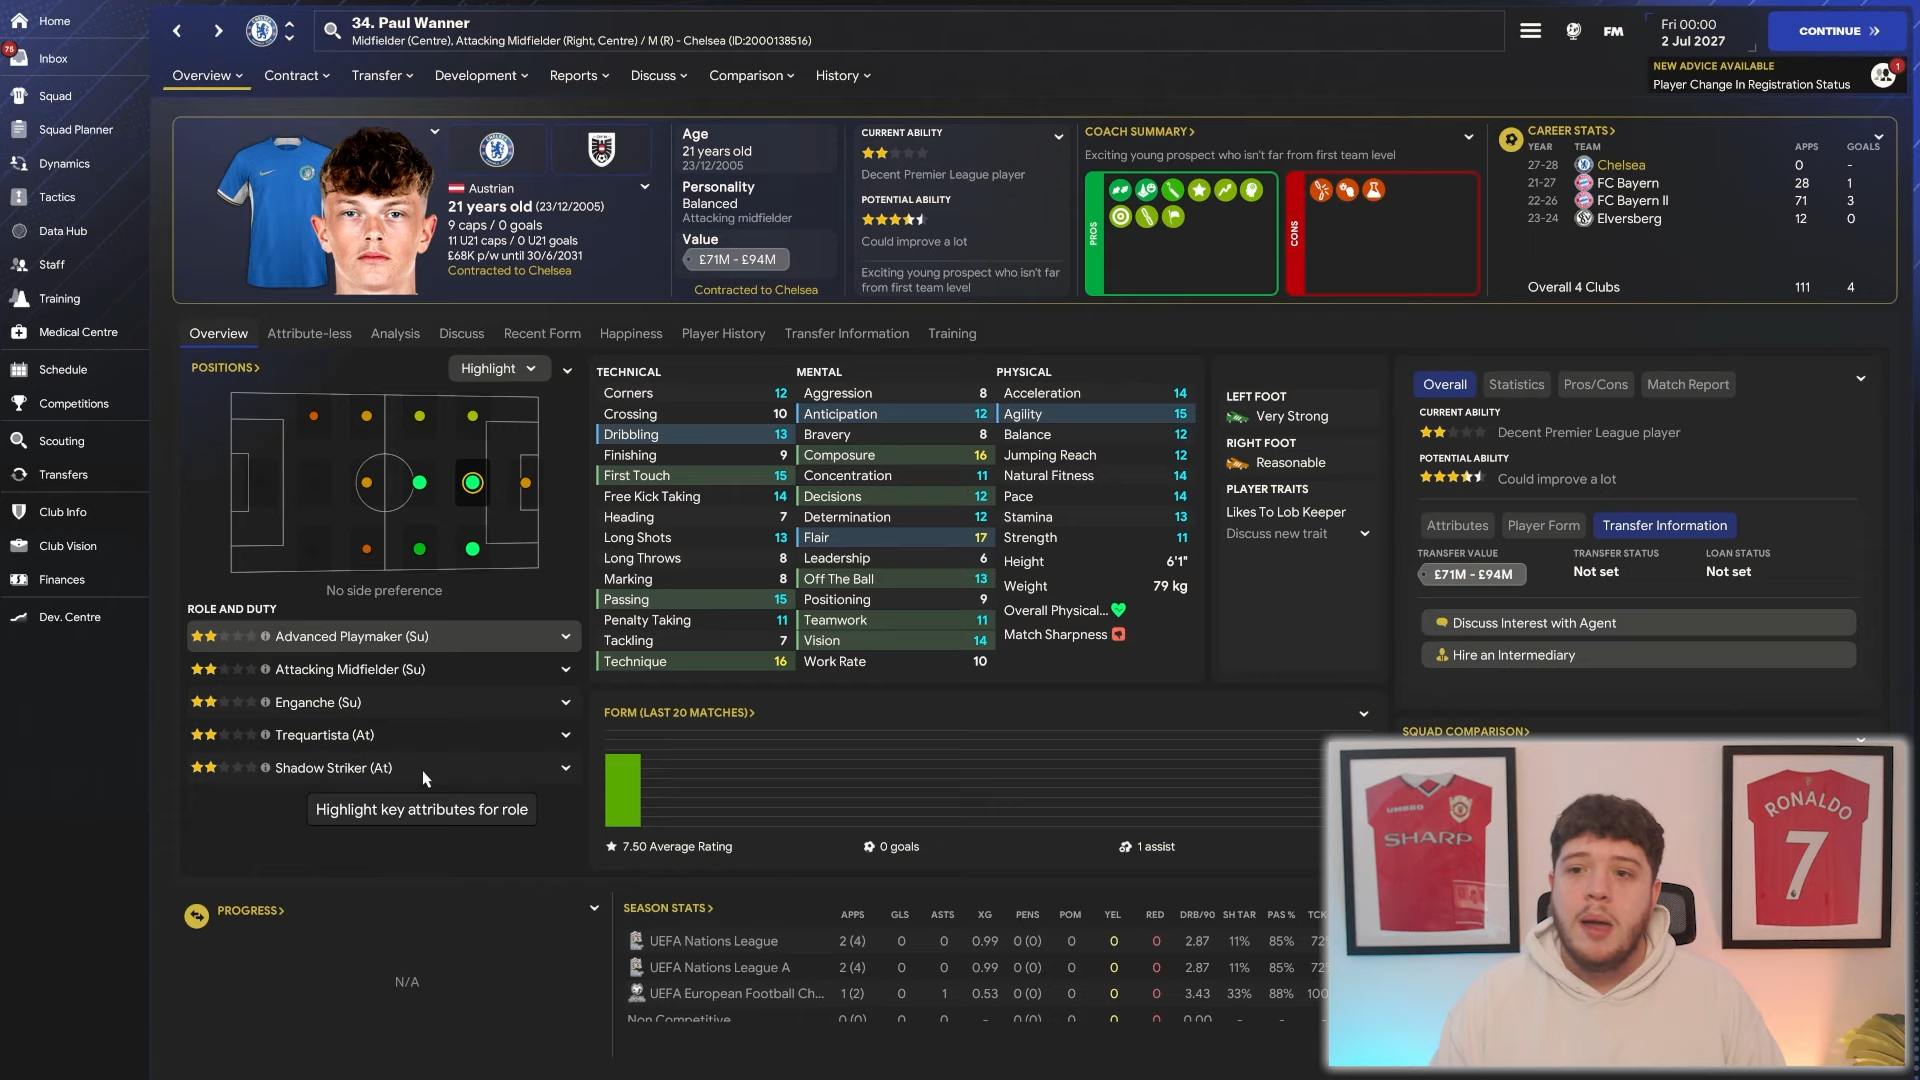 Home
34. Paul Wanner
Midfielder (Centre), Attacking Midfielder (Right, Centre) / M (R) - Chelsea (ID:2000138516)
FM
Fri 00:00
2 Jul 2027
CONTINUE
76
Inbox
Overview
Contract
Transfer
Development
Reports
Discuss
Comparison
History
NEW ADVICE AVAILABLE
Player Change In Registration Status
1
Squad
Squad Planner
Dynamics
Tactics
Data Hub
Staff
Training
Medical Centre
Schedule
Competitions
Scouting
Transfers
Club Info
Club Vision
Finances
Dev. Centre
Austrian
21 years old (23/12/2005)
9 caps / 0 goals
11 U21 caps / 0 U21 goals
£68K p/w until 30/6/2031
Contracted to Chelsea
Age
21 years old
23/12/2005
Personality
Balanced
Attacking midfielder
Value
£71M - £94M
Contracted to Chelsea
CURRENT ABILITY
Decent Premier League player
POTENTIAL ABILITY
Could improve a lot
Exciting young prospect who isn't far
from first team level
COACH SUMMARY>
Exciting young prospect who isn't far from first team level
PROS
CONS
CAREER STATS>
YEAR TEAM APPS GOALS
27-28 Chelsea 0 -
21-27 FC Bayern 28 1
22-26 FC Bayern II 71 3
23-24 Elversberg 12 0
Overall 4 Clubs 111 4
Overview
Attribute-less
Analysis
Discuss
Recent Form
Happiness
Player History
Transfer Information
Training
POSITIONS>
Highlight
No side preference
ROLE AND DUTY
Advanced Playmaker (Su)
Attacking Midfielder (Su)
Enganche (Su)
Trequartista (At)
Shadow Striker (At)
Highlight key attributes for role
TECHNICAL
Corners 12
Crossing 10
Dribbling 13
Finishing 9
First Touch 15
Free Kick Taking 14
Heading 7
Long Shots 13
Long Throws 8
Marking 8
Passing 15
Penalty Taking 11
Tackling 7
Technique 16
MENTAL
Aggression 8
Anticipation 12
Bravery 8
Composure 16
Concentration 11
Decisions 12
Determination 12
Flair 17
Leadership 6
Off The Ball 13
Positioning 9
Teamwork 11
Vision 14
Work Rate 10
PHYSICAL
Acceleration 14
Agility 15
Balance 12
Jumping Reach 12
Natural Fitness 14
Pace 14
Stamina 13
Strength 11
Height 6'1"
Weight 79 kg
Overall Physical...
Match Sharpness
LEFT FOOT
Very Strong
RIGHT FOOT
Reasonable
PLAYER TRAITS
Likes To Lob Keeper
Discuss new trait
Overall
Statistics
Pros/Cons
Match Report
CURRENT ABILITY
Decent Premier League player
POTENTIAL ABILITY
Could improve a lot
Attributes
Player Form
Transfer Information
TRANSFER VALUE
£71M - £94M
TRANSFER STATUS
Not set
LOAN STATUS
Not set
Discuss Interest with Agent
Hire an Intermediary
FORM (LAST 20 MATCHES)>
7.50 Average Rating
0 goals
1 assist
SQUAD COMPARISON>
PROGRESS>
N/A
SEASON STATS>
APPS GLS ASTS XG PENS POM YEL RED DRB/90 SH TAR PAS % TCK
UEFA Nations League 2 (4) 0 0 0.99 0 (0) 0 0 0 2.87 11% 85% 72
UEFA Nations League A 2 (4) 0 0 0.99 0 (0) 0 0 0 2.87 11% 85% 72
UEFA European Football Ch... 1 (2) 0 1 0.53 0 (0) 0 0 0 3.43 33% 88% 100
Non Competitive 0 (0) 0 0 - 0 (0) 0 0 0 0.00 - -
UMBRO
SHARP
RONALDO
7